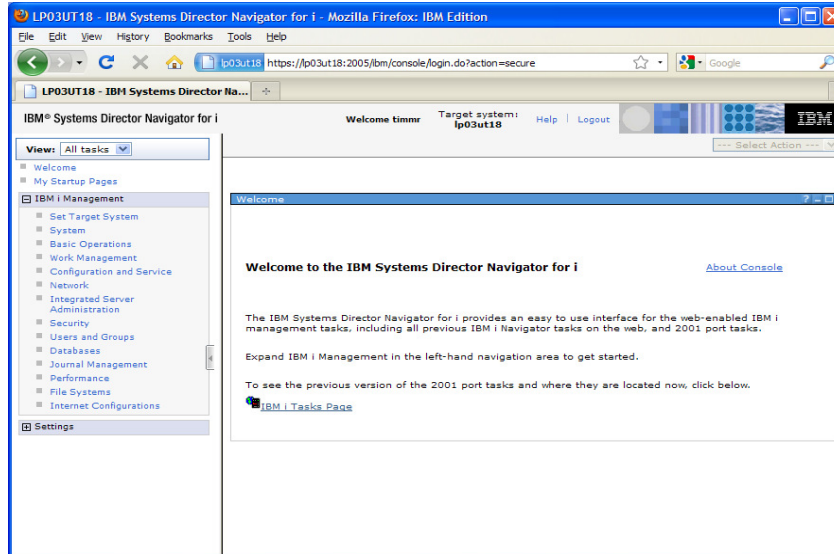 LP03UT18 - IBM Systems Director Navigator for i - Mozilla Firefox: IBM Edition
File Edit View History Bookmarks Tools Help
lp03ut18 https://lp03ut18:2005/ibm/console/login.do?action=secure
Google
LP03UT18 - IBM Systems Director Na...
IBM® Systems Director Navigator for i
Welcome timmr
Target system:
lp03ut18
Help
Logout
IBM
View: All tasks
--- Select Action ---
Welcome
My Startup Pages
IBM i Management
Set Target System
System
Basic Operations
Work Management
Configuration and Service
Network
Integrated Server
Administration
Security
Users and Groups
Databases
Journal Management
Performance
File Systems
Internet Configurations
Settings
Welcome
Welcome to the IBM Systems Director Navigator for i
About Console
The IBM Systems Director Navigator for i provides an easy to use interface for the web-enabled IBM i
management tasks, including all previous IBM i Navigator tasks on the web, and 2001 port tasks.
Expand IBM i Management in the left-hand navigation area to get started.
To see the previous version of the 2001 port tasks and where they are located now, click below.
IBM i Tasks Page